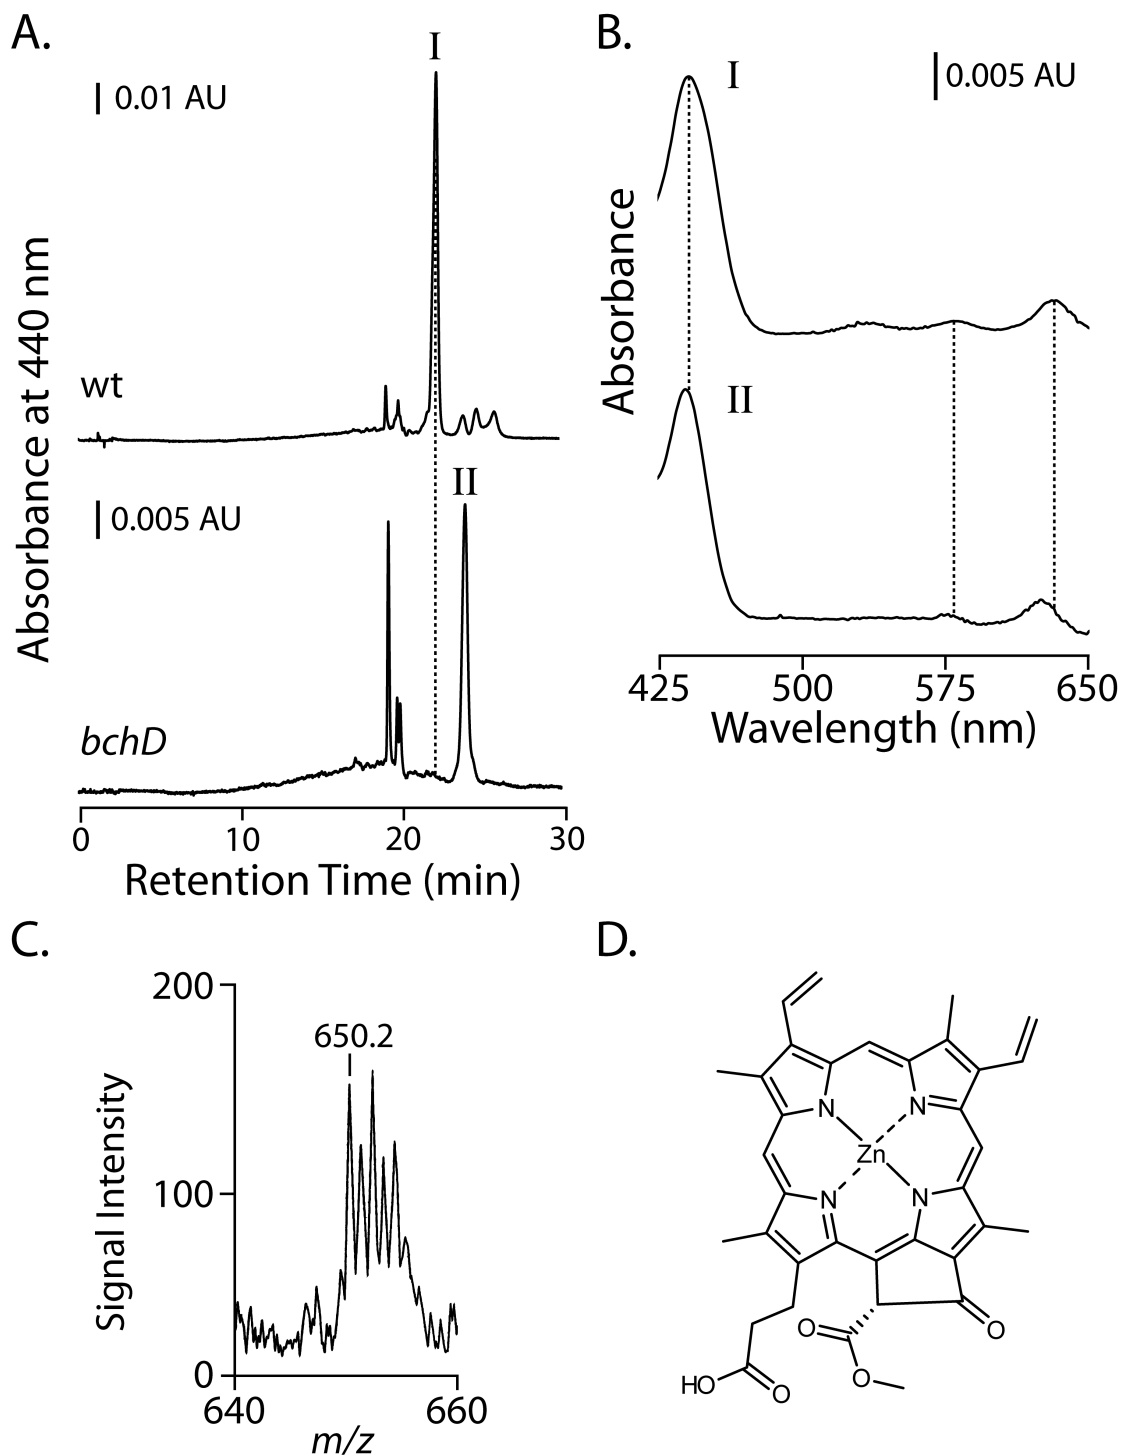 A.
I
0.01 AU
wt
II
0.005 AU
bchD
Absorbance at 440 nm
0 10 20 30
Retention Time (min)
B.
I
0.005 AU
II
Absorbance
425 500 575 650
Wavelength (nm)
C.
200
650.2
100
0
Signal Intensity
640 660
m/z
D.
N N
Zn
N N
O
O
O
HO
O